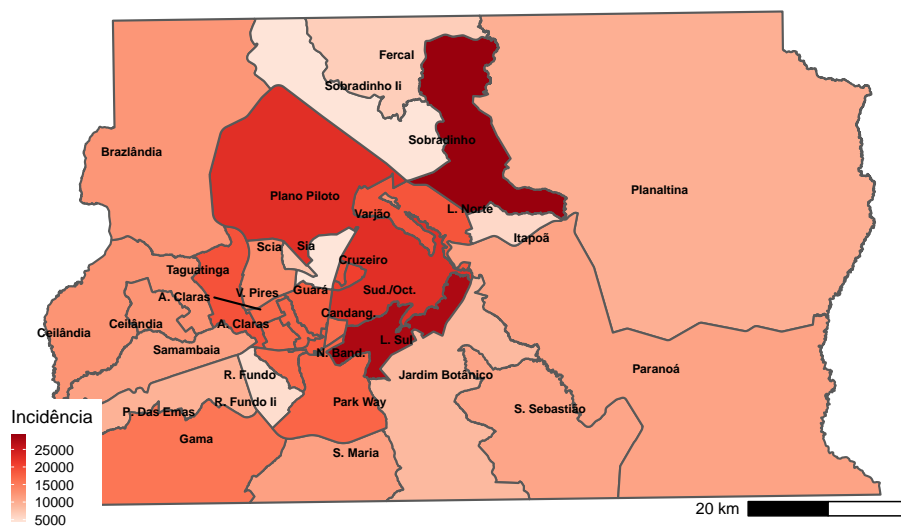 Fercal
Sobradinho Ii
Sobradinho
Brazlândia
Planaltina
Plano Piloto
L. Norte
Varjão
Itapoã
Scia
Sia
Cruzeiro
Taguatinga
V. Pires
Guará
Sud./Oct.
A. Claras
Candang.
Ceilândia
A. Claras
Ceilândia
L. Sul
Samambaia
N. Band.
R. Fundo
Jardim Botânico
Paranoá
R. Fundo Ii
Park Way
P. Das Emas
S. Sebastião
Gama
S. Maria
Incidência
25000
20000
15000
10000
5000
20 km